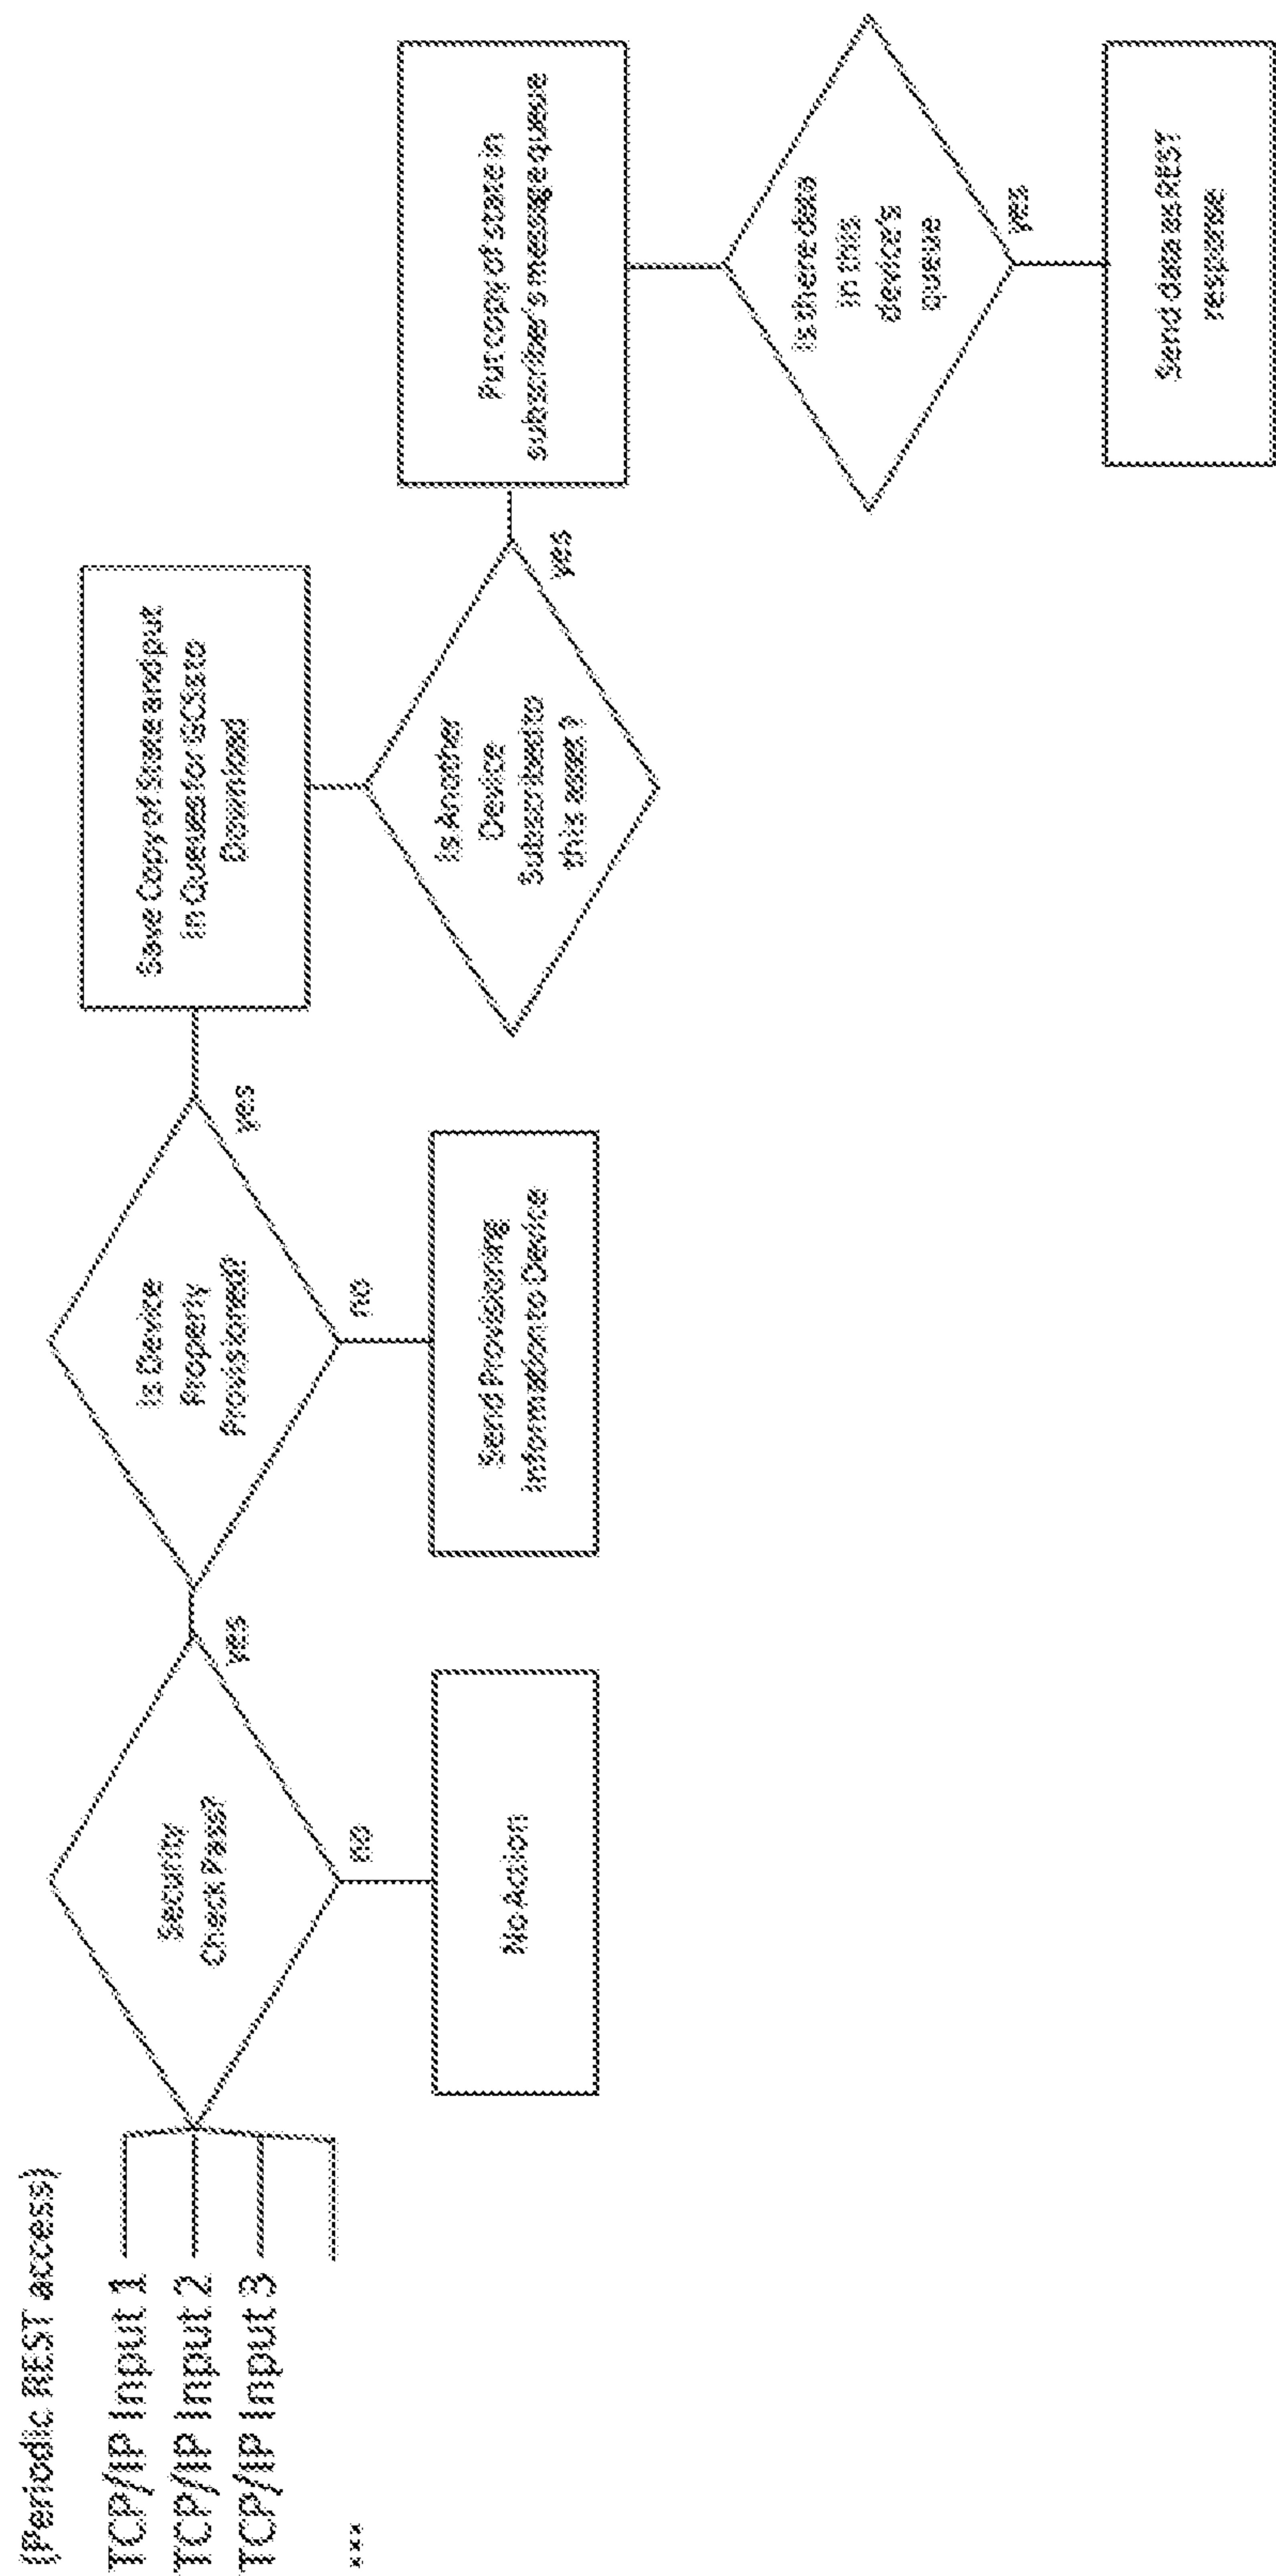 (Periodic REST access)
TCP/IP Input 1
TCP/IP Input 2
TCP/IP Input 3
...
Security
Check Pass?
yes
no
No Action
Is Device
Properly
Provisioned?
yes
no
Send Provisioning
Information to Device
Save Copy of State and put
in Queues for GCSs to
Download
Is Another
Device
Subscribed to
this asset?
yes
Put copy of state in
subscriber's message queue
Is there data
in this
device's
queue
yes
Send data as REST
response